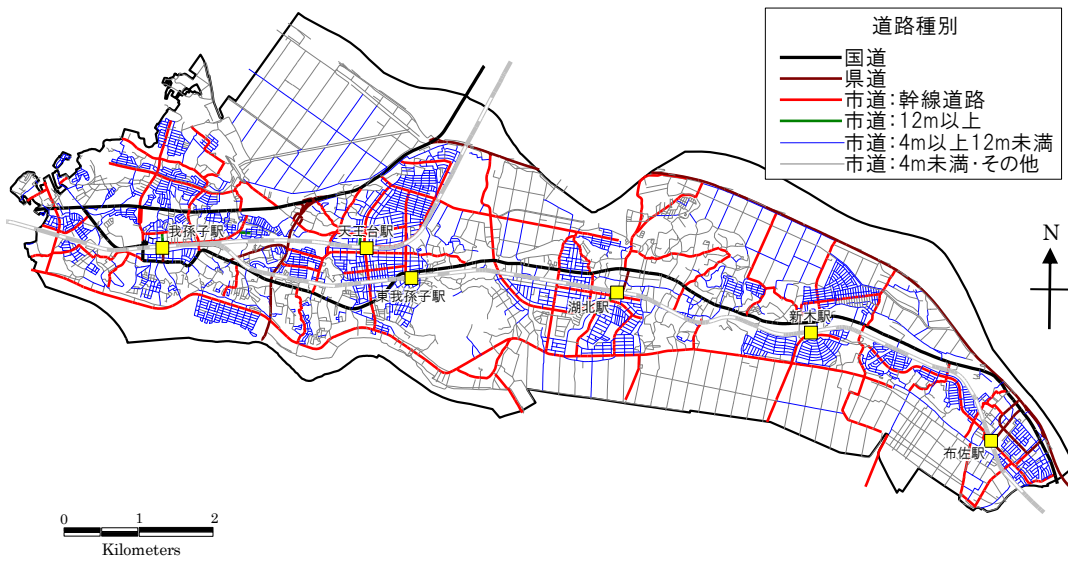 道路種別
国道
県道
市道:幹線道路
市道:12m以上
市道:4m以上12m未満
市道:4m未満・その他
N
我孫子駅
天王台駅
東我孫子駅
湖北駅
新木駅
布佐駅
0 1 2
Kilometers